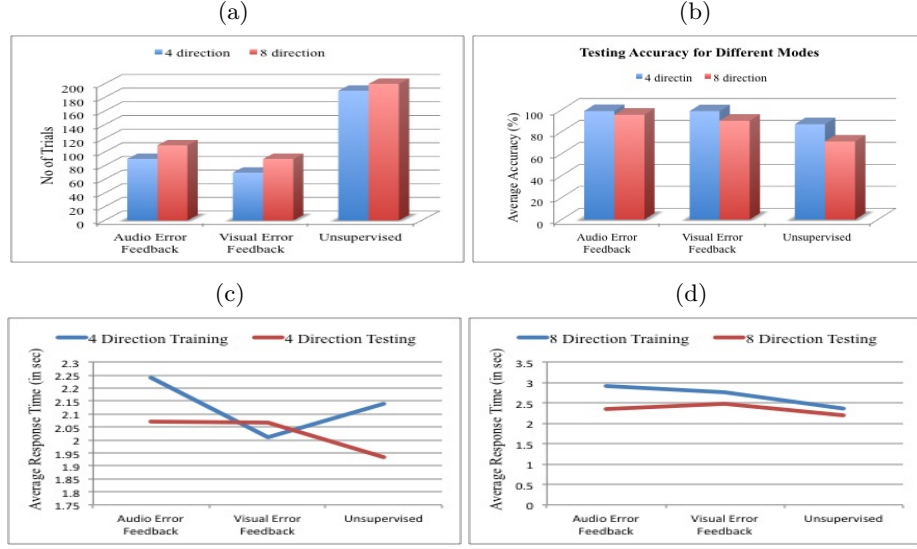 (a)
4 direction 8 direction
No of Trials
200
180
160
140
120
100
80
60
40
20
0
Audio Error Feedback
Visual Error Feedback
Unsupervised
(b)
Testing Accuracy for Different Modes
4 directin 8 direction
Average Accuracy (%)
100
80
60
40
20
0
Audio Error Feedback
Visual Error Feedback
Unsupervised
(c)
4 Direction Training 4 Direction Testing
Average Response Time (in sec)
2.3
2.25
2.2
2.15
2.1
2.05
2
1.95
1.9
1.85
1.8
1.75
Audio Error Feedback
Visual Error Feedback
Unsupervised
(d)
8 Direction Training 8 Direction Testing
Average Response Time (in sec)
3.5
3
2.5
2
1.5
1
0.5
0
Audio Error Feedback
Visual Error Feedback
Unsupervised